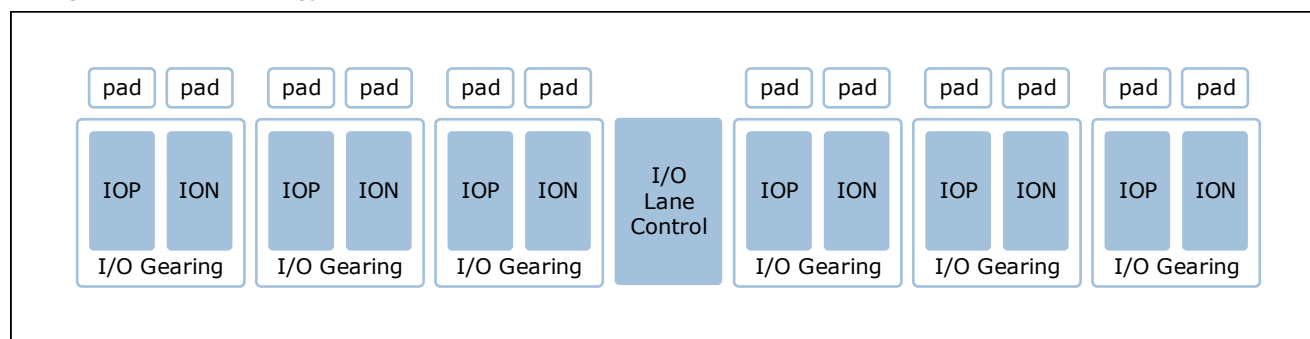 pad pad pad pad pad pad pad pad pad pad pad pad
IOP ION IOP ION IOP ION I/O Lane Control IOP ION IOP ION IOP ION
I/O Gearing I/O Gearing I/O Gearing I/O Gearing I/O Gearing I/O Gearing